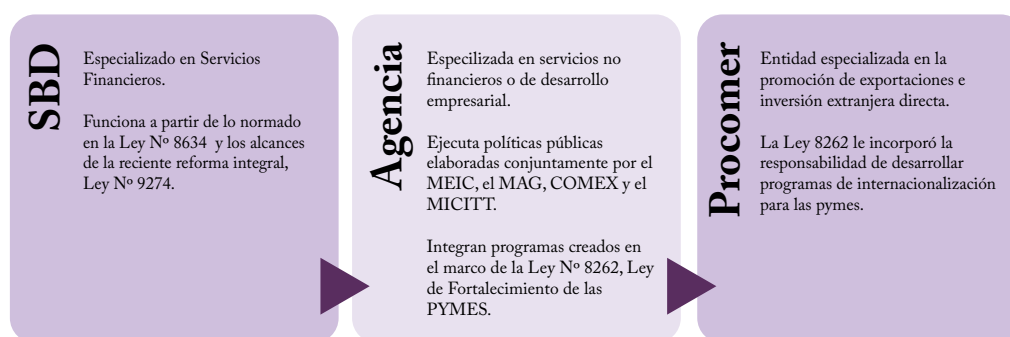 SBD
Especializado en Servicios
Financieros.
Funciona a partir de lo normado
en la Ley Nº 8634 y los alcances
de la reciente reforma integral,
Ley Nº 9274.
Agencia
Especilizada en servicios no
financieros o de desarrollo
empresarial.
Ejecuta políticas públicas
elaboradas conjuntamente por el
MEIC, el MAG, COMEX y el
MICITT.
Integran programas creados en
el marco de la Ley Nº 8262, Ley
de Fortalecimiento de las
PYMES.
Procomer
Entidad especializada en la
promoción de exportaciones e
inversión extranjera directa.
La Ley 8262 le incorporó la
responsabilidad de desarrollar
programas de internacionalización
para las pymes.